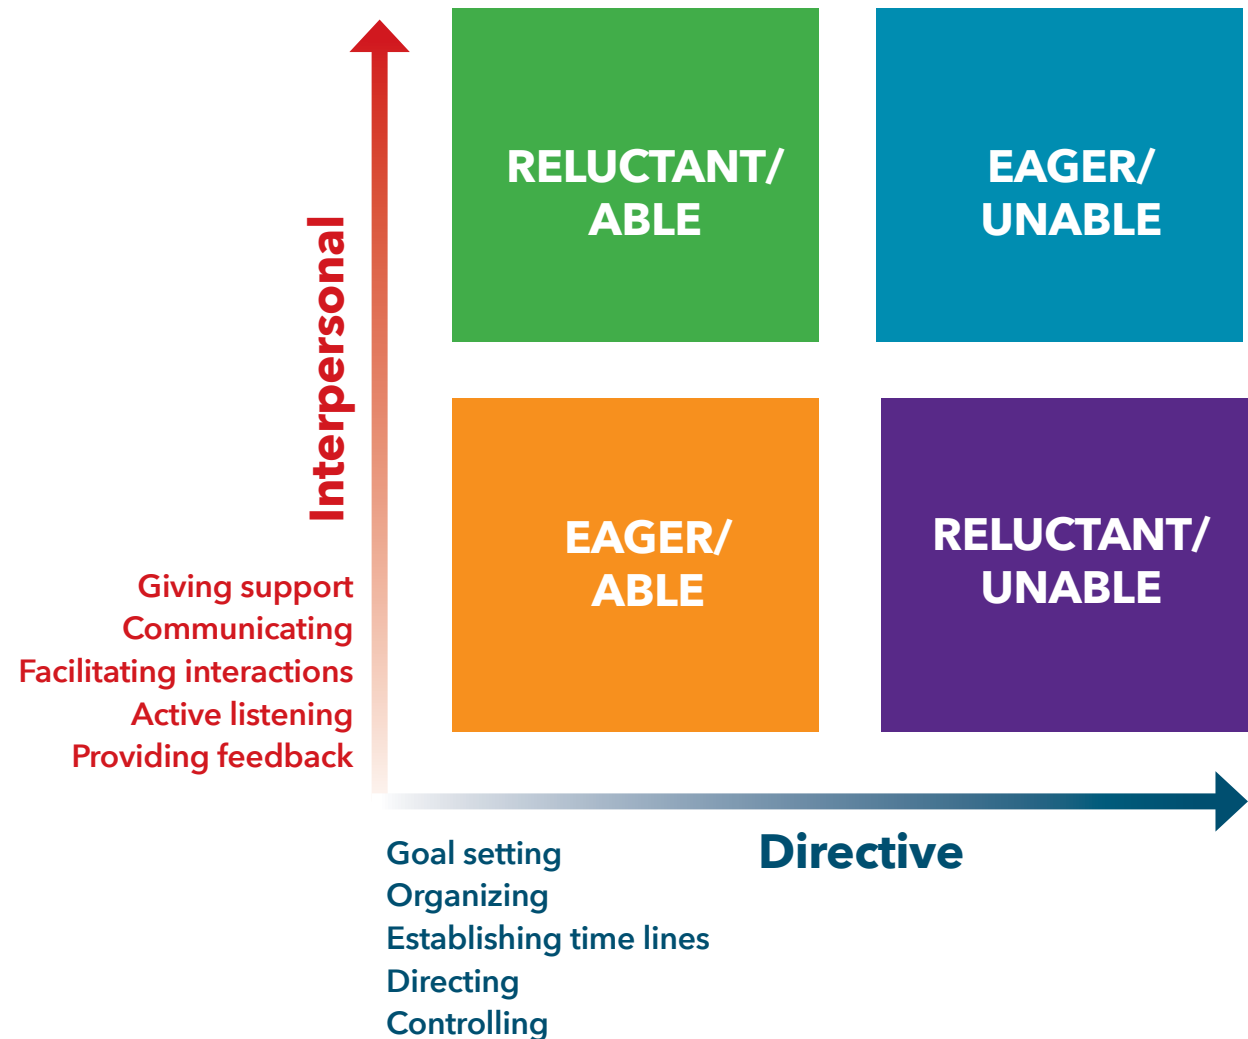 RELUCTANT/
ABLE
EAGER/
UNABLE
Interpersonal
EAGER/
ABLE
RELUCTANT/
UNABLE
Giving support
Communicating
Facilitating interactions
Active listening
Providing feedback
Directive
Goal setting
Organizing
Establishing time lines
Directing
Controlling